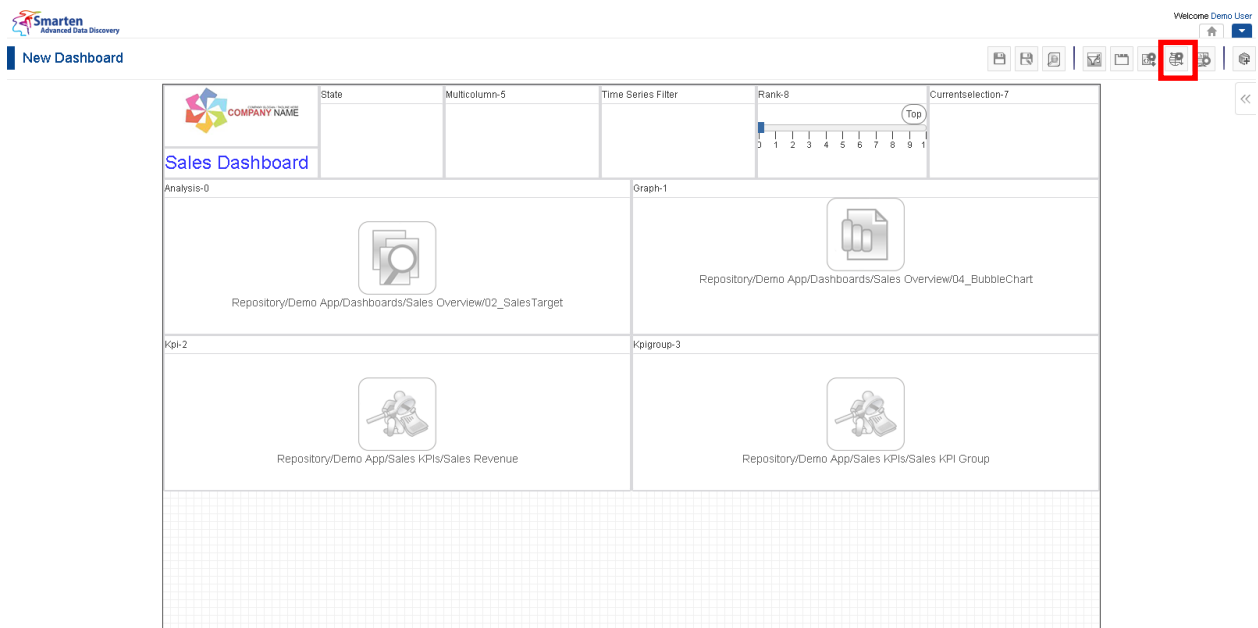 Smarten
Advanced Data Discovery
Welcome Demo User
New Dashboard
COMPANY NAME
State
Multicolumn-5
Time Series Filter
Rank-8
Currentselection-7
Top
0 1 2 3 4 5 6 7 8 9 1
Sales Dashboard
Analysis-0
Graph-1
Repository/Demo App/Dashboards/Sales Overview/02_SalesTarget
Repository/Demo App/Dashboards/Sales Overview/04_BubbleChart
Kpi-2
Kpigroup-3
Repository/Demo App/Sales KPIs/Sales Revenue
Repository/Demo App/Sales KPIs/Sales KPI Group